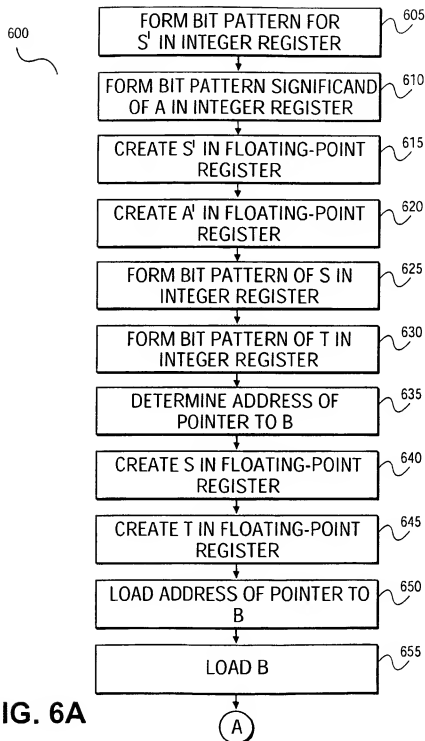 600
FORM BIT PATTERN FOR
S' IN INTEGER REGISTER
605
FORM BIT PATTERN SIGNIFICAND
OF A IN INTEGER REGISTER
610
CREATE S' IN FLOATING-POINT
REGISTER
615
CREATE A' IN FLOATING-POINT
REGISTER
620
FORM BIT PATTERN OF S IN
INTEGER REGISTER
625
FORM BIT PATTERN OF T IN
INTEGER REGISTER
630
DETERMINE ADDRESS OF
POINTER TO B
635
CREATE S IN FLOATING-POINT
REGISTER
640
CREATE T IN FLOATING-POINT
REGISTER
645
LOAD ADDRESS OF POINTER TO
B
650
LOAD B
655
IG. 6A
A